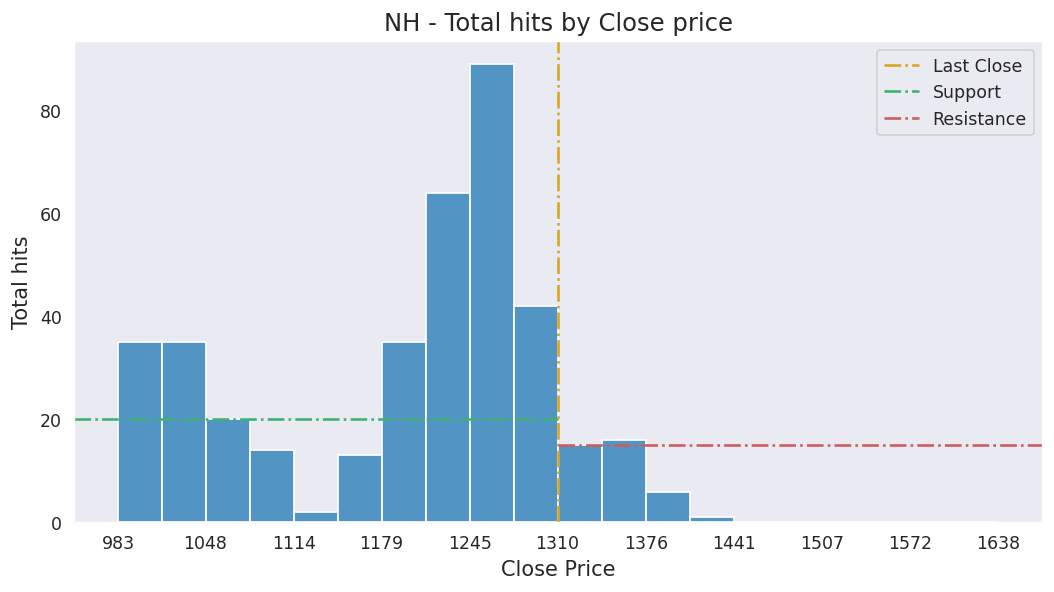 NH - Total hits by Close price
Last Close
Support
Resistance
Total hits
80
60
40
20
0
983 1048 1114 1179 1245 1310 1376 1441 1507 1572 1638
Close Price